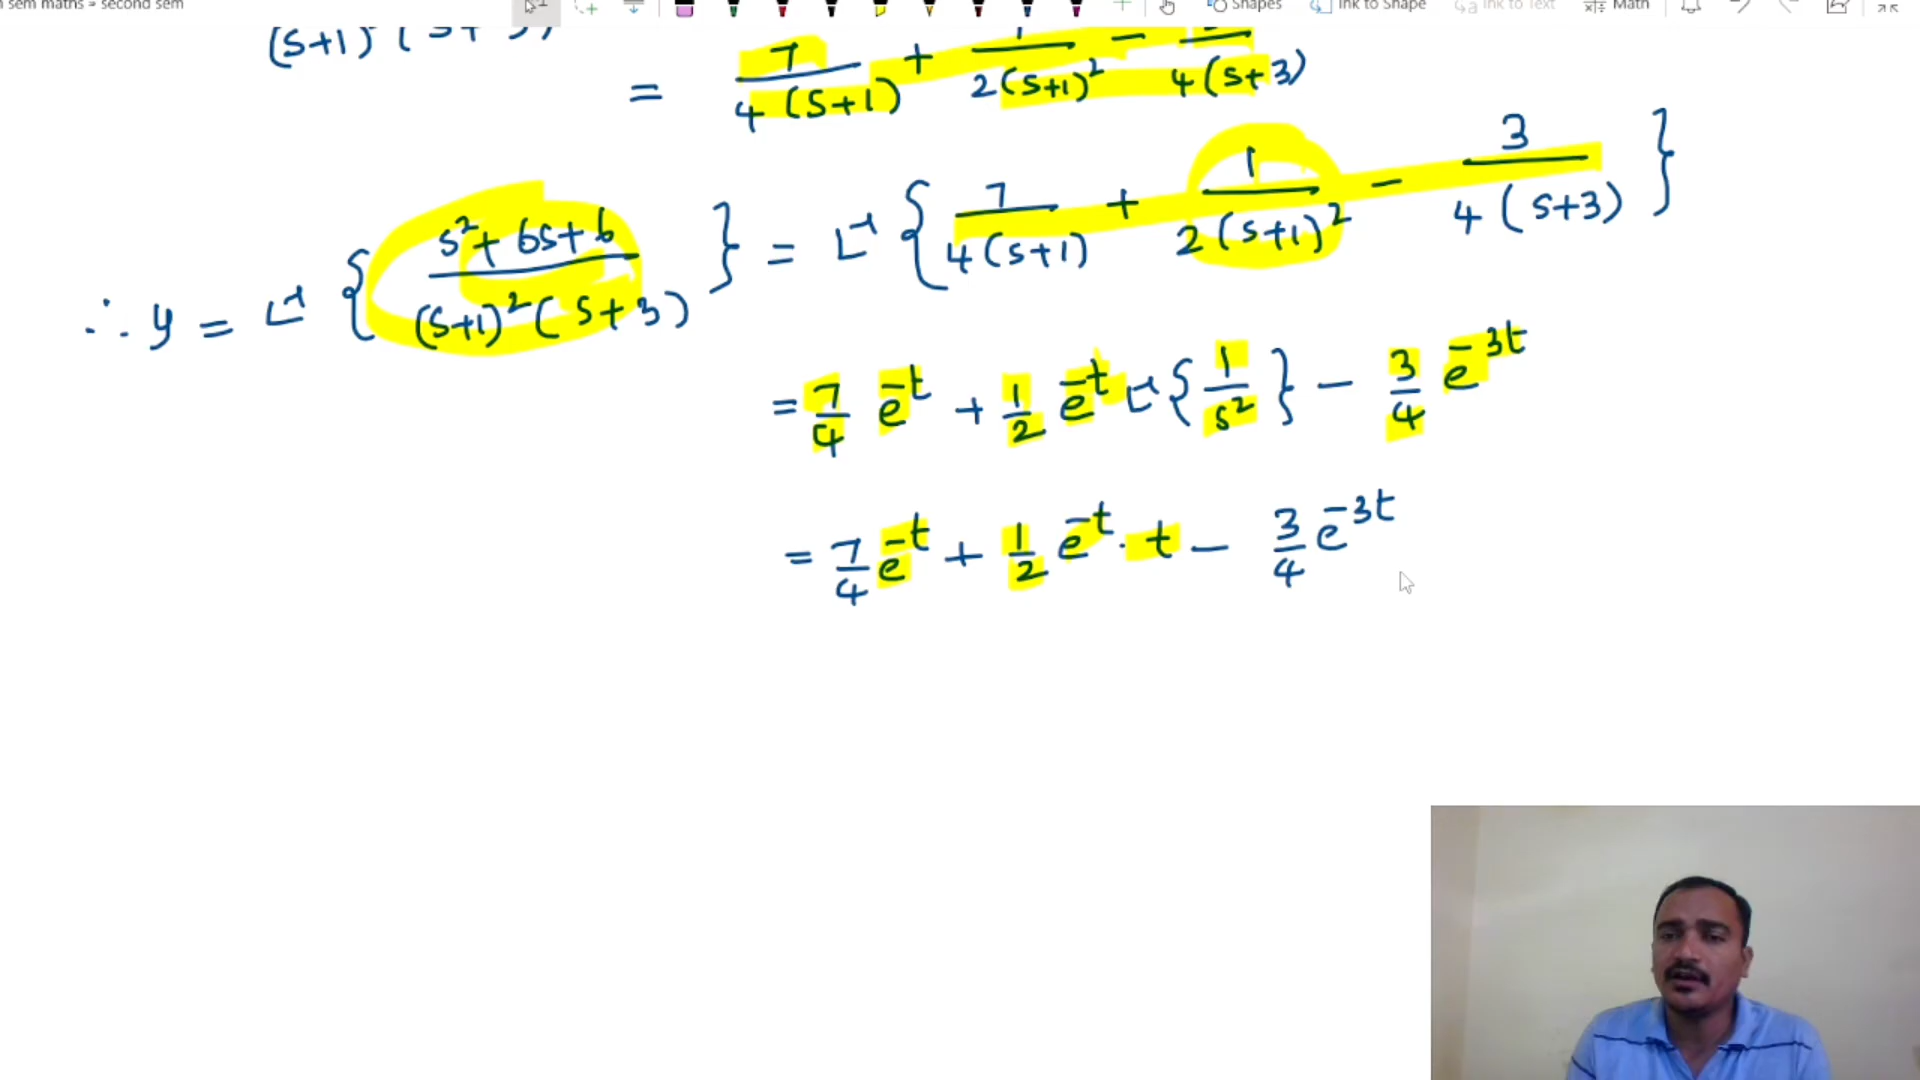 sem maths = second sem Shapes Ink to Shape Ink to Text Math
(s+1) (s+3)
= 7/4(s+1) + 1/2(s+1)² - 4(s+3)
∴ y = L⁻¹ { s²+6s+6 / (s+1)²(s+3) } = L⁻¹ { 7/4(s+1) + 1/2(s+1)² - 3/4(s+3) }
= 7/4 e⁻ᵗ + 1/2 e⁻ᵗ L⁻¹ { 1/s² } - 3/4 e⁻³ᵗ
= 7/4 e⁻ᵗ + 1/2 e⁻ᵗ · t - 3/4 e⁻³ᵗ